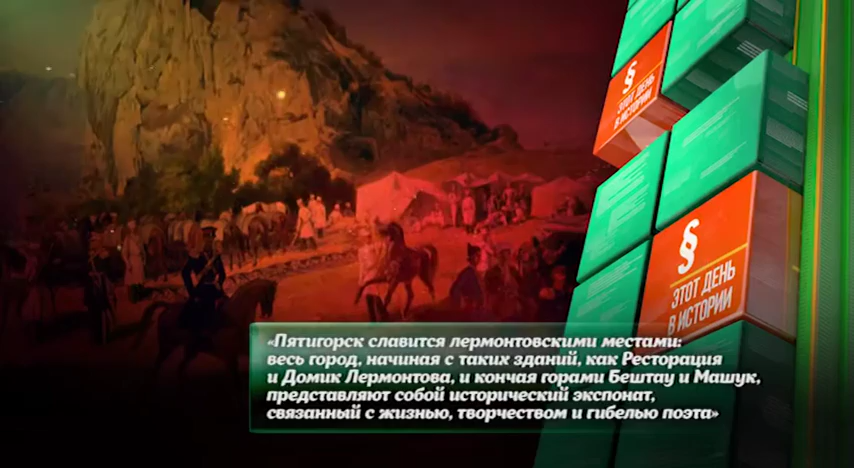 §
ЭТОТ ДЕНЬ
В ИСТОРИИ
§
ЭТОТ ДЕНЬ
В ИСТОРИИ
«Пятигорск славится лермонтовскими местами:
весь город, начиная с таких зданий, как Ресторация
и Домик Лермонтова, и кончая горами Бештау и Машук,
представляют собой исторический экспонат,
связанный с жизнью, творчеством и гибелью поэта»